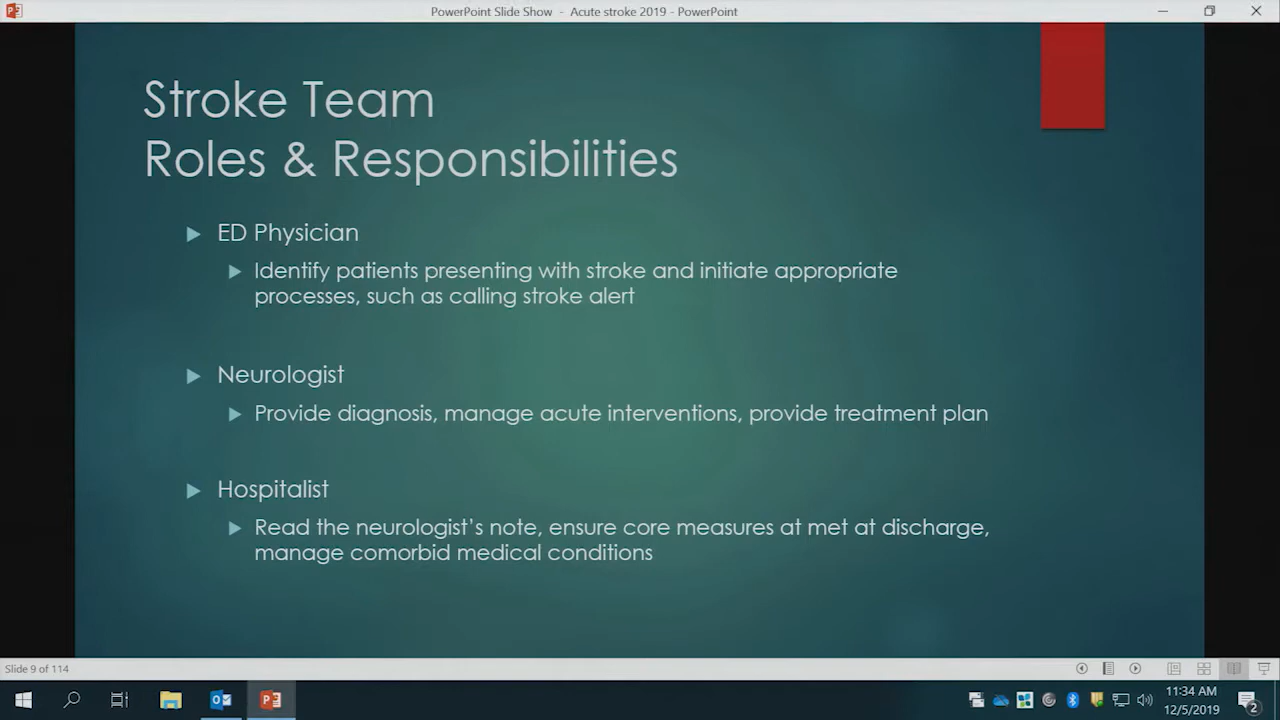 PowerPoint Slide Show - Acute stroke 2019 - PowerPoint
Stroke Team
Roles & Responsibilities
ED Physician
Identify patients presenting with stroke and initiate appropriate
processes, such as calling stroke alert
Neurologist
Provide diagnosis, manage acute interventions, provide treatment plan
Hospitalist
Read the neurologist's note, ensure core measures at met at discharge,
manage comorbid medical conditions
Slide 9 of 114
11:34 AM
12/5/2019
2